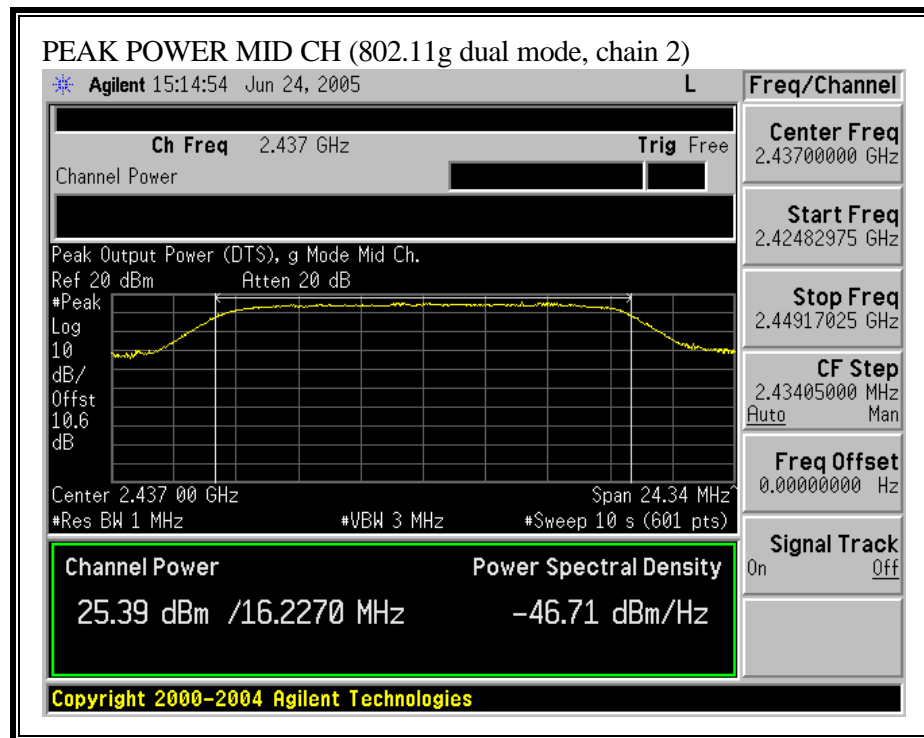 PEAK POWER MID CH (802.11g dual mode, chain 2)
Agilent 15:14:54 Jun 24, 2005 L
Freq/Channel
Ch Freq 2.437 GHz Trig Free
Channel Power
Center Freq
2.43700000 GHz
Start Freq
2.42482975 GHz
Stop Freq
2.44917025 GHz
CF Step
2.43405000 MHz
Auto Man
Freq Offset
0.00000000 Hz
Signal Track
On Off
Peak Output Power (DTS), g Mode Mid Ch.
Ref 20 dBm Atten 20 dB
#Peak
Log
10
dB/
Offst
10.6
dB
Center 2.437 00 GHz Span 24.34 MHz^
#Res BW 1 MHz #VBW 3 MHz #Sweep 10 s (601 pts)
Channel Power Power Spectral Density
25.39 dBm /16.2270 MHz -46.71 dBm/Hz
Copyright 2000-2004 Agilent Technologies